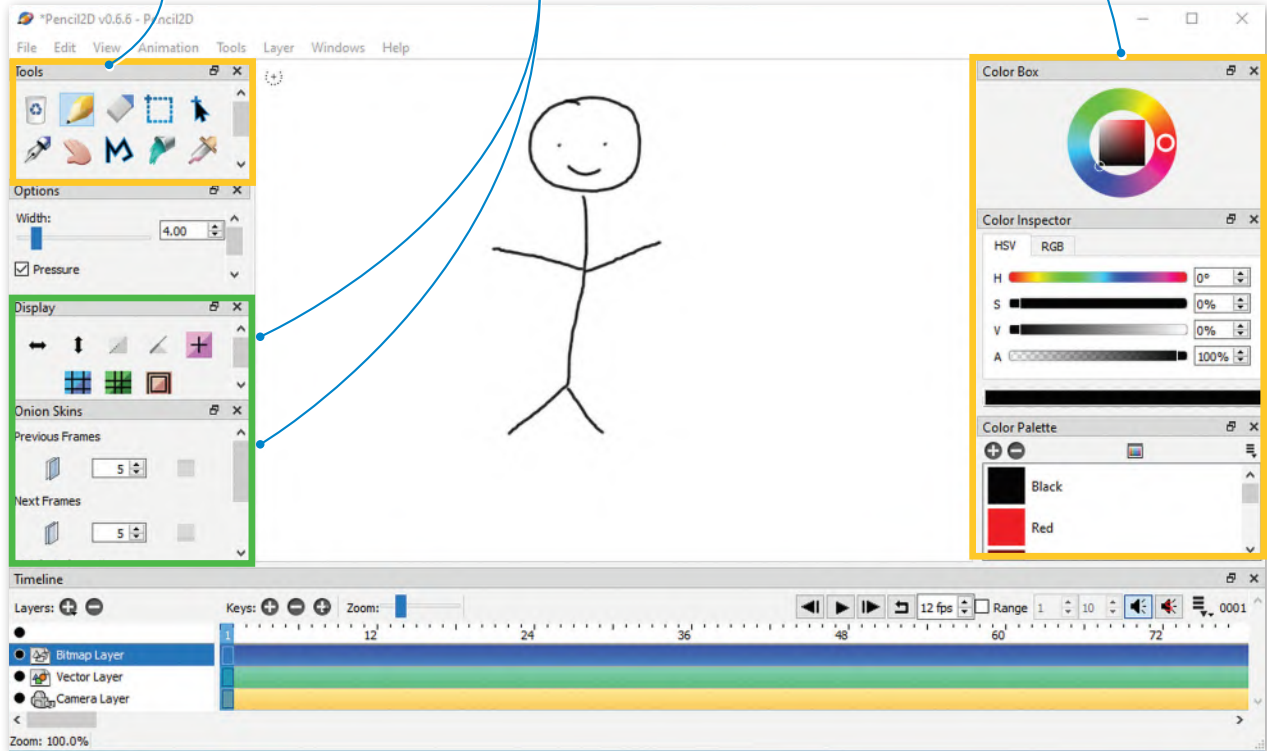 *Pencil2D v0.6.6 - Pencil2D
File Edit View Animation Tools Layer Windows Help
Tools
Options
Width:
4.00
Pressure
Display
Onion Skins
Previous Frames
5
Next Frames
5
Color Box
Color Inspector
HSV RGB
H 0°
S 0%
V 0%
A 100%
Color Palette
Black
Red
Timeline
Layers: Keys: Zoom: 12 fps Range 1 10 0001
1 12 24 36 48 60 72
Bitmap Layer
Vector Layer
Camera Layer
Zoom: 100.0%